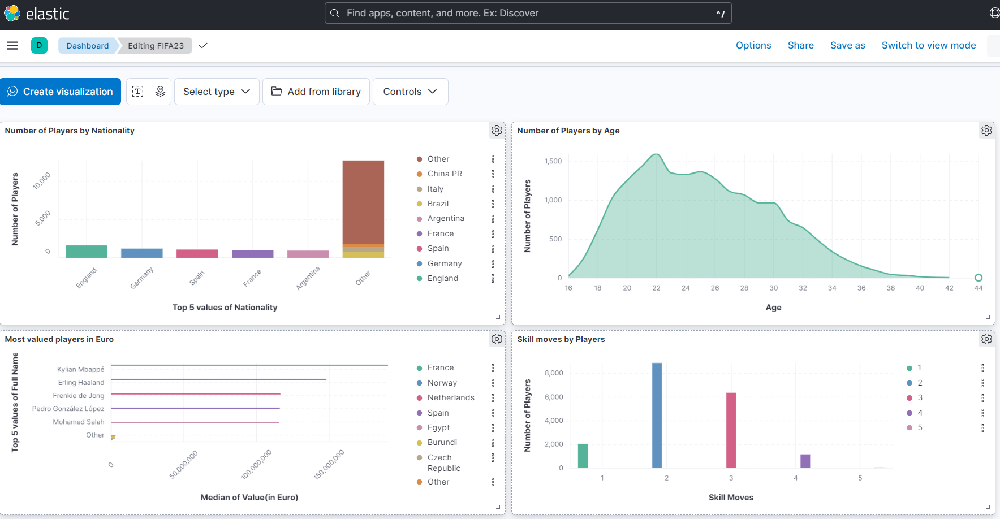 elastic
Find apps, content, and more. Ex: Discover
^/
D
Dashboard
Editing FIFA23
Options
Share
Save as
Switch to view mode
Create visualization
Select type
Add from library
Controls
Number of Players by Nationality
Number of Players
10,000
5,000
0
England
Germany
Spain
France
Argentina
Other
Top 5 values of Nationality
Other
China PR
Italy
Brazil
Argentina
France
Spain
Germany
England
Number of Players by Age
Number of Players
1,500
1,000
500
0
16 18 20 22 24 26 28 30 32 34 36 38 40 42 44
Age
Most valued players in Euro
Top 5 values of Full Name
Kylian Mbappé
Erling Haaland
Frenkie de Jong
Pedro González López
Mohamed Salah
Other
0
50,000,000
100,000,000
150,000,000
Median of Value(in Euro)
France
Norway
Netherlands
Spain
Egypt
Burundi
Czech
Republic
Other
Skill moves by Players
Number of Players
8,000
6,000
4,000
2,000
0
1 2 3 4 5
Skill Moves
1
2
3
4
5